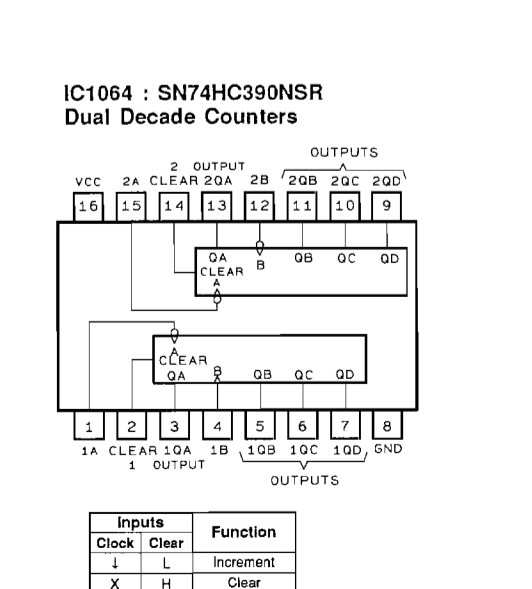 IC1064 : SN74HC390NSR
Dual Decade Counters
OUTPUTS
2 OUTPUT
VCC 2A CLEAR 2QA 2B 2QB 2QC 2QD
16 15 14 13 12 11 10 9
QA B QB QC QD
CLEAR
A
A
CLEAR
QA B QB QC QD
1 2 3 4 5 6 7 8
1A CLEAR 1QA 1B 1QB 1QC 1QD GND
1 OUTPUT
OUTPUTS
Inputs Function
Clock Clear
↓ L Increment
X H Clear